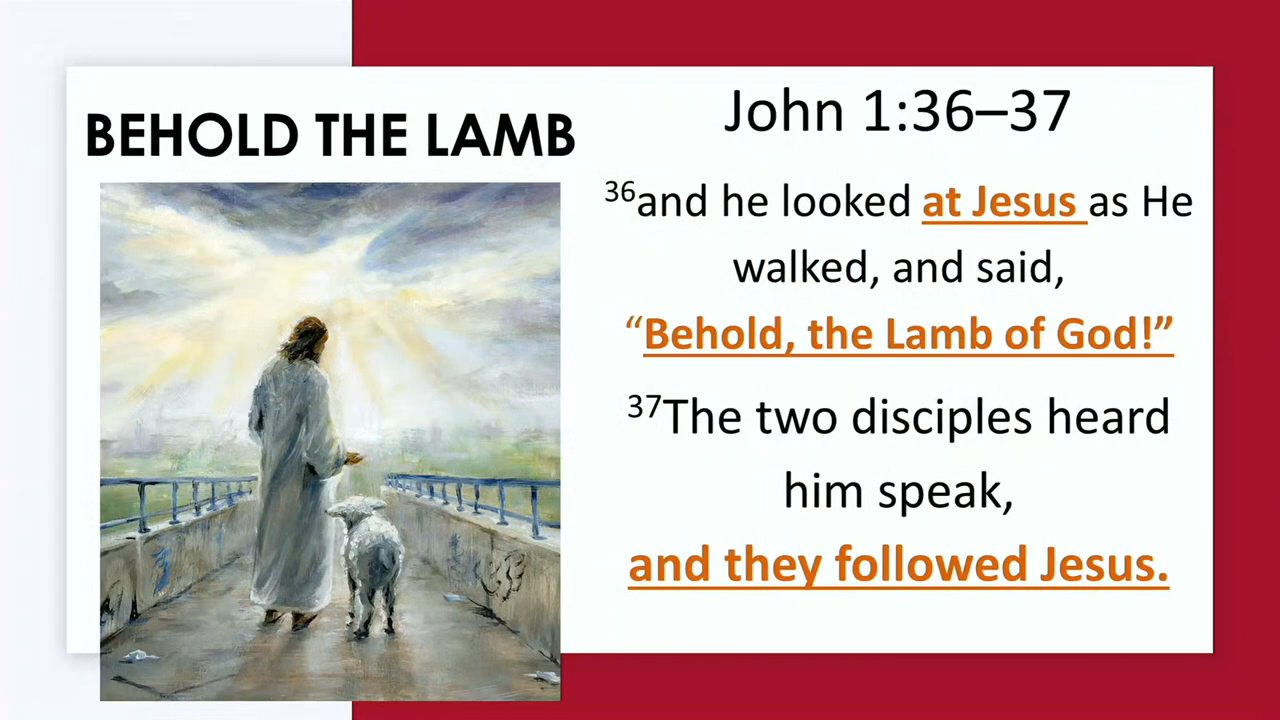 BEHOLD THE LAMB
John 1:36–37
36and he looked at Jesus as He
walked, and said,
“Behold, the Lamb of God!”
37The two disciples heard
him speak,
and they followed Jesus.